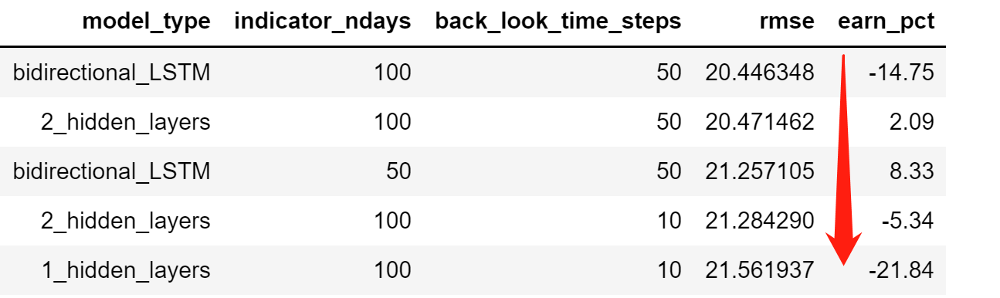 model_type indicator_ndays back_look_time_steps rmse earn_pct
bidirectional_LSTM 100 50 20.446348 -14.75
2_hidden_layers 100 50 20.471462 2.09
bidirectional_LSTM 50 50 21.257105 8.33
2_hidden_layers 100 10 21.284290 -5.34
1_hidden_layers 100 10 21.561937 -21.84